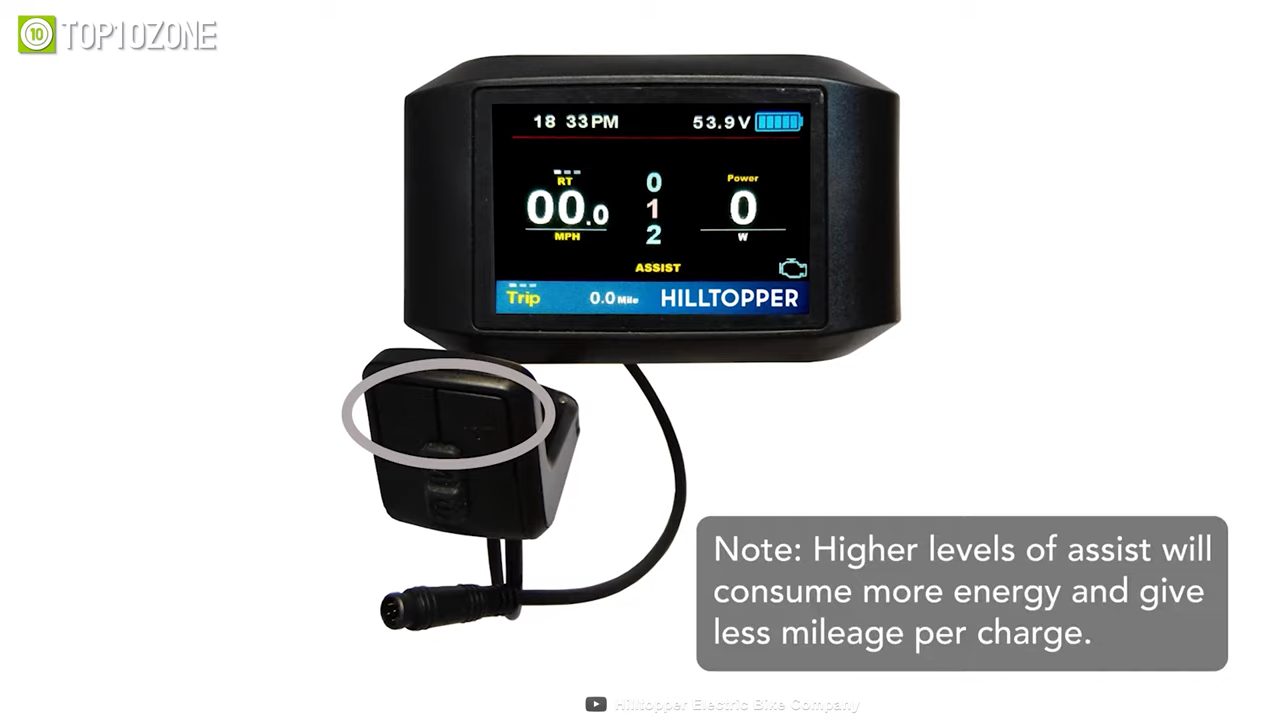 10 TOP10ZONE
18 33PM 53.9V
RT
00.0
MPH
0
1
2
Power
0
W
ASSIST
Trip 0.0 Mile HILLTOPPER
Note: Higher levels of assist will
consume more energy and give
less mileage per charge.
Hilltopper Electric Bike Company